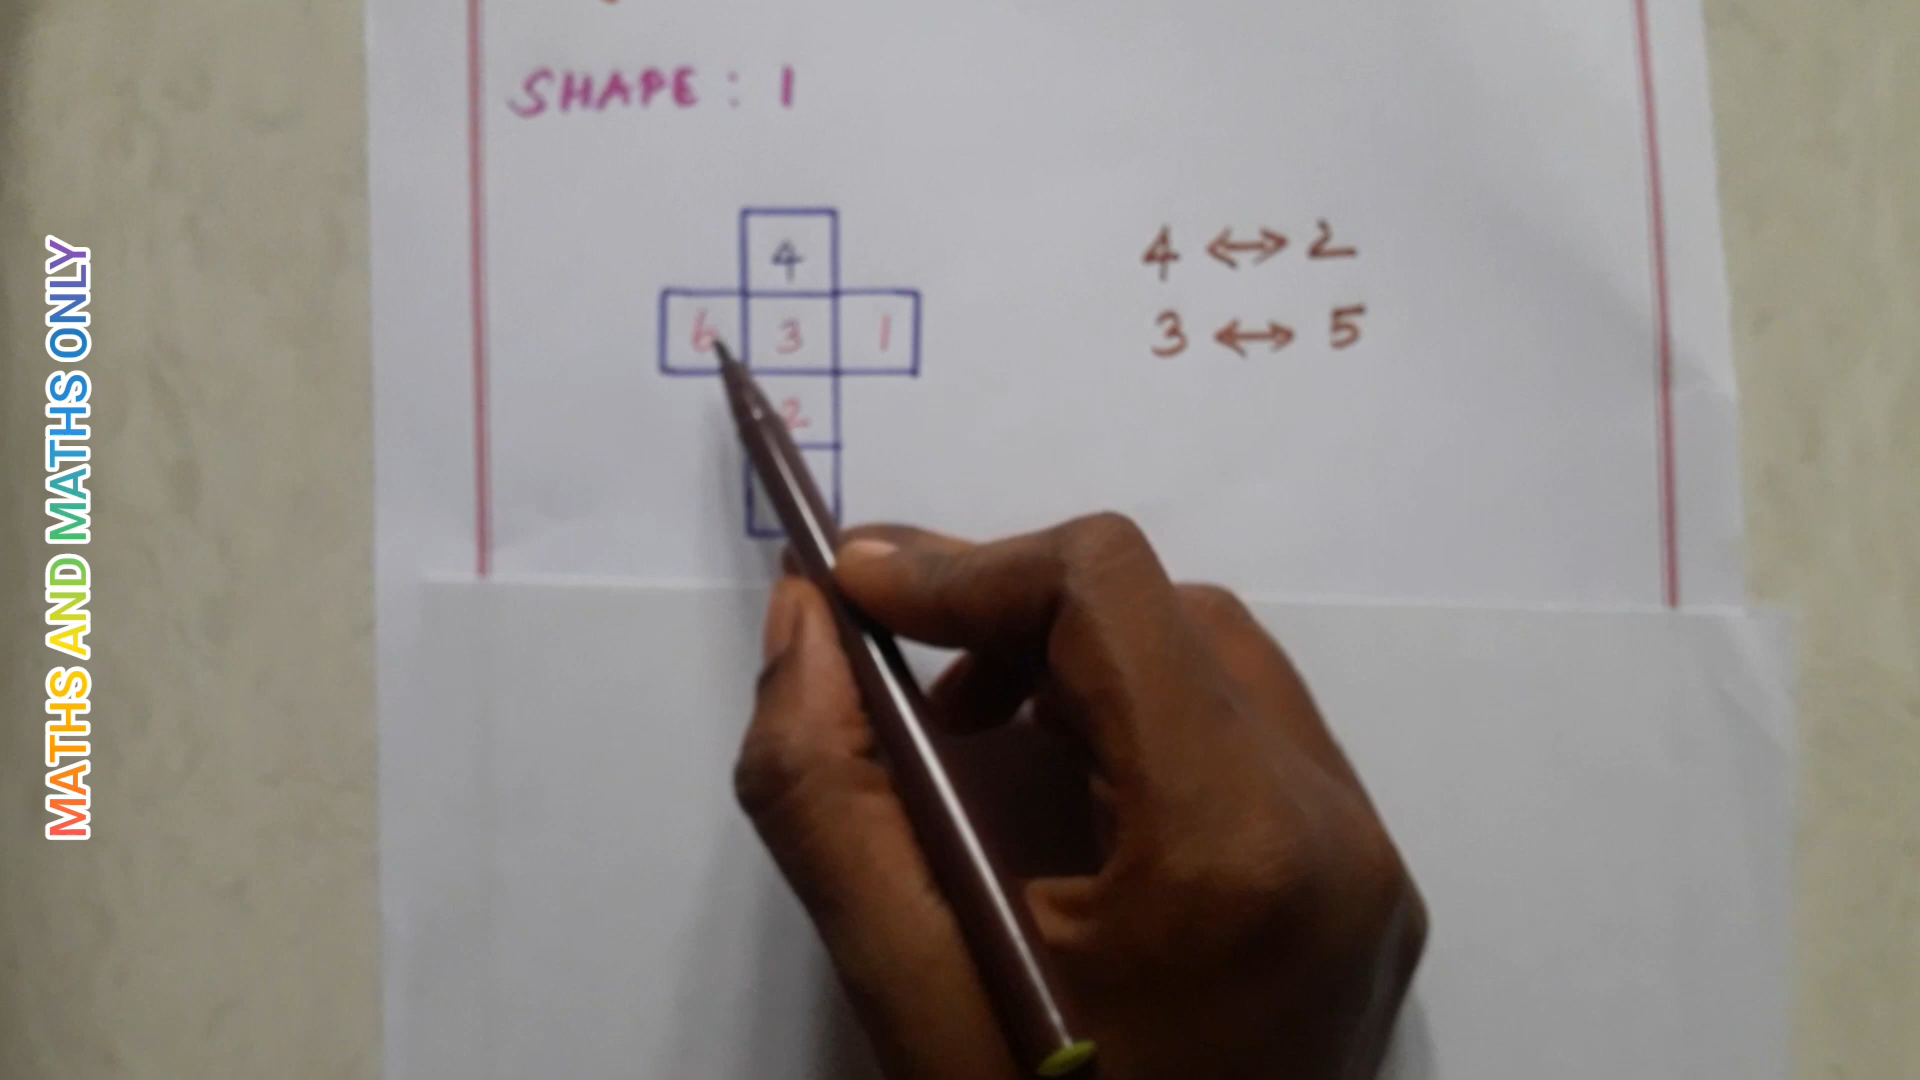 SHAPE : 1
4
6 3 1
2
4 ↔ 2
3 ↔ 5
MATHS AND MATHS ONLY